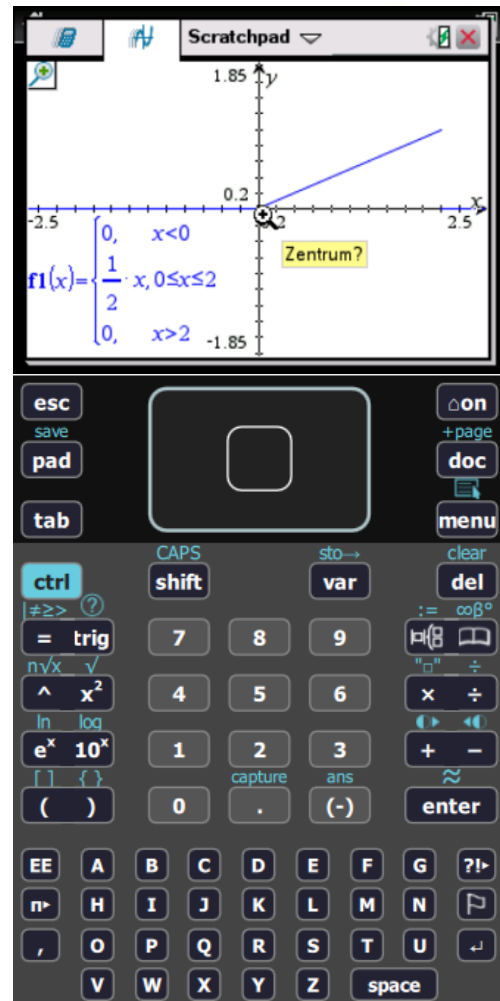 Scratchpad
1.85 y
0.2
x
-2.5
0.2
2.5
Zentrum?
0, x<0
f1(x)= 1/2 · x, 0≤x≤2
0, x>2
-1.85
esc
⌂on
save
+page
pad
doc
tab
menu
CAPS
sto→
clear
ctrl
shift
var
del
|≠≥> ?
:= ∞β°
= trig
7 8 9
n√x √
"□" ÷
^ x²
4 5 6
× ÷
ln log
eˣ 10ˣ
1 2 3
+ −
[ ] { }
capture
ans
≈
( )
0 . (-)
enter
EE A B C D E F G ?!▸
π▸ H I J K L M N
, O P Q R S T U ↵
V W X Y Z space